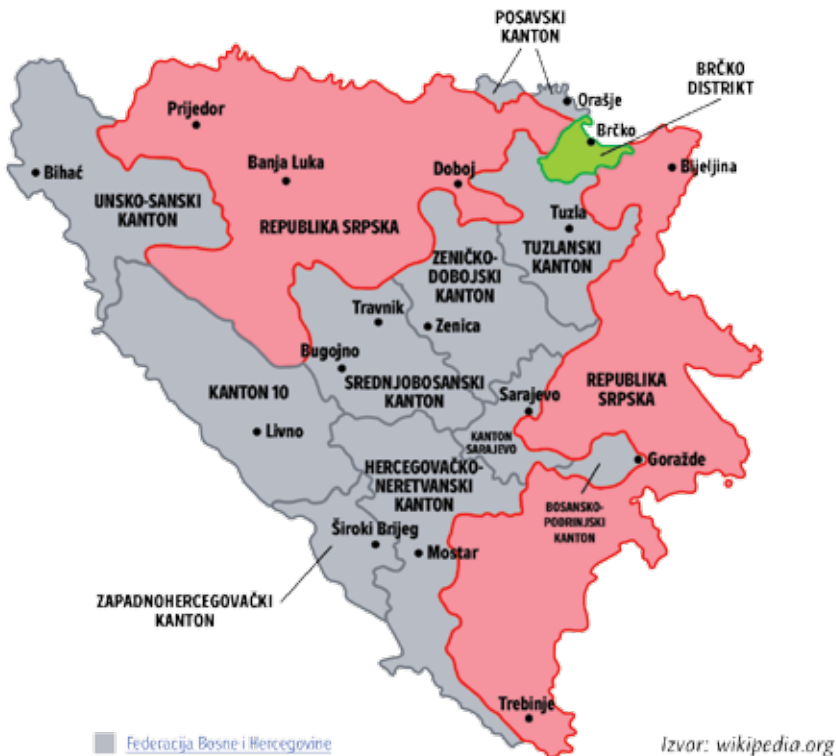 POSAVSKI
KANTON
BRČKO
DISTRIKT
Orašje
Prijedor
Brčko
Bihać
Banja Luka
Doboj
Bijeljina
UNSKO-SANSKI
KANTON
REPUBLIKA SRPSKA
Tuzla
TUZLANSKI
KANTON
ZENIČKO-
DOBOJSKI
KANTON
Travnik
Zenica
Bugojno
SREDNJOBOSANSKI
KANTON
KANTON 10
Sarajevo
REPUBLIKA
SRPSKA
Livno
KANTON
SARAJEVO
Goražde
HERCEGOVAČKO-
NERETVANSKI
KANTON
BOSANSKO-
PODRINJSKI
KANTON
Široki Brijeg
Mostar
ZAPADNOHERCEGOVAČKI
KANTON
Trebinje
Federacija Bosne i Hercegovine
Izvor: wikipedia.org